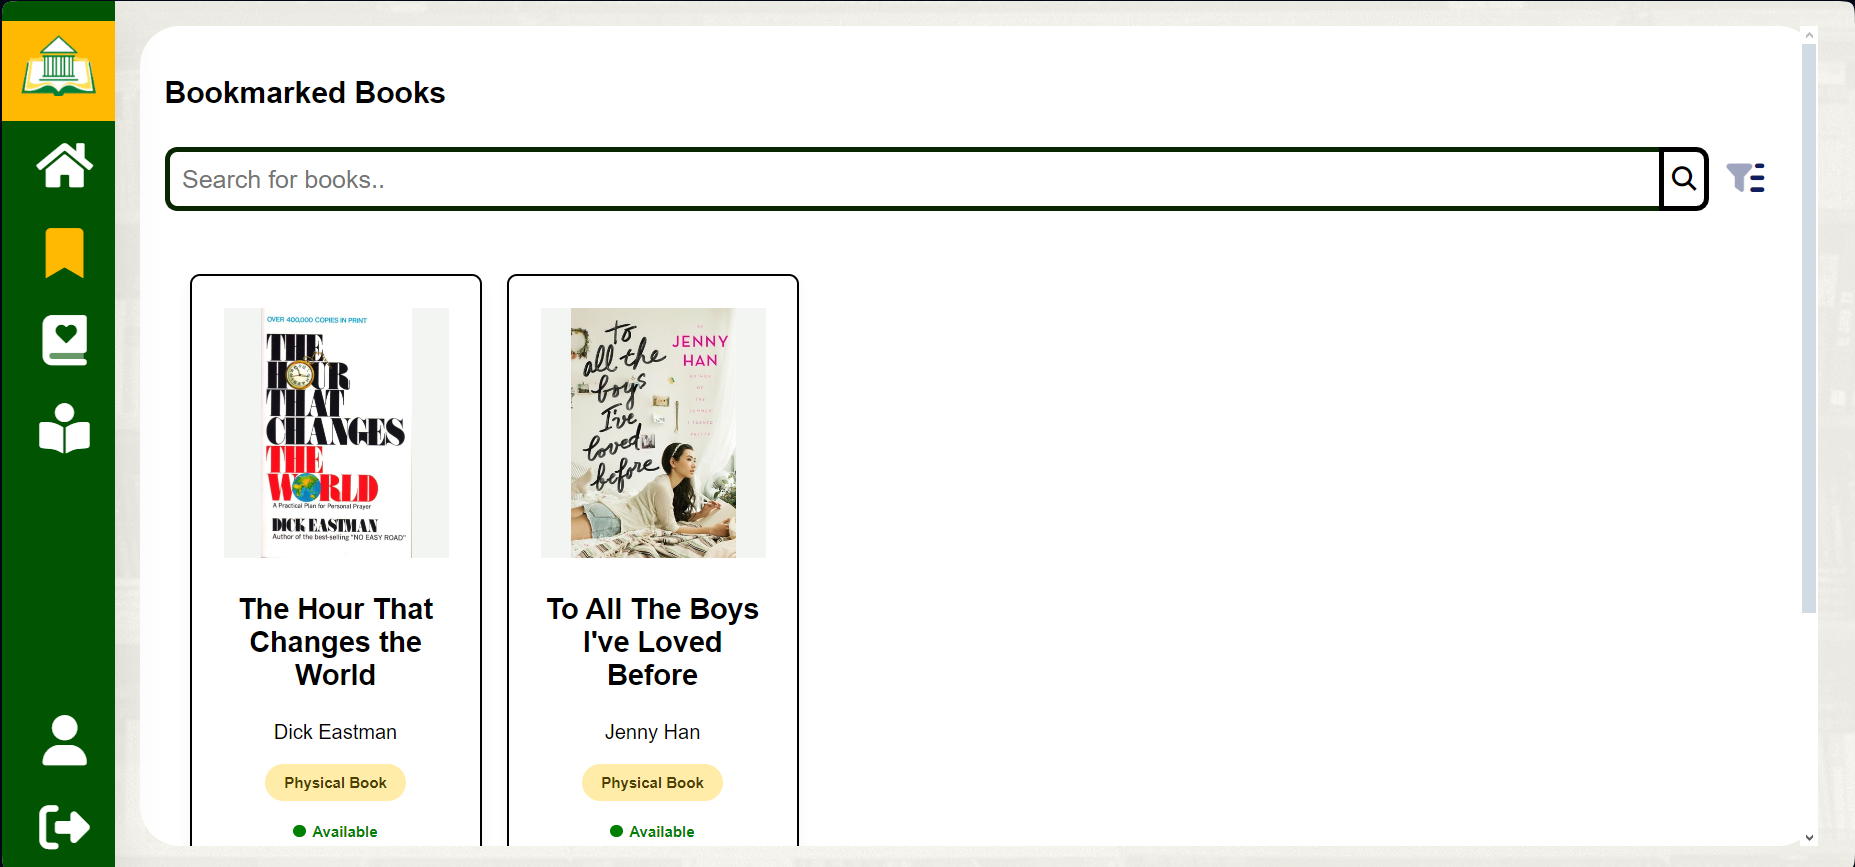 Bookmarked Books
Search for books..
OVER 400,000 COPIES IN PRINT
THE
HOUR
THAT
CHANGES
THE
WORLD
A Practical Plan for Personal Prayer
DICK EASTMAN
Author of the best-selling "NO EASY ROAD"
The Hour That
Changes the
World
Dick Eastman
Physical Book
Available
to
all the
boys
I've
loved
before
JENNY
HAN
To All The Boys
I've Loved
Before
Jenny Han
Physical Book
Available